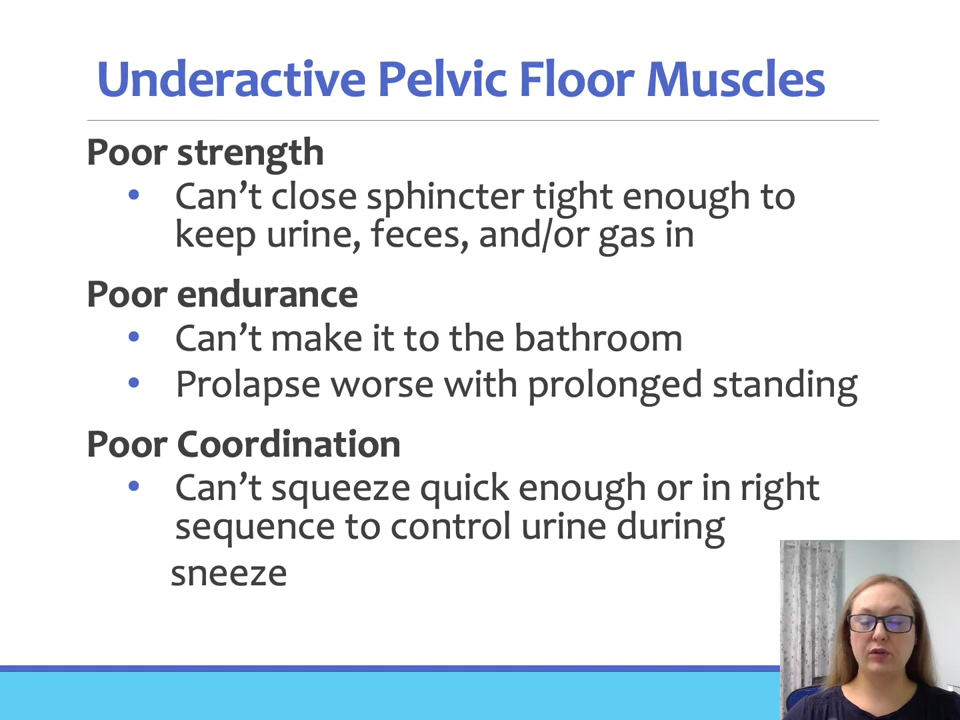 Underactive Pelvic Floor Muscles
Poor strength
• Can’t close sphincter tight enough to
keep urine, feces, and/or gas in
Poor endurance
• Can’t make it to the bathroom
• Prolapse worse with prolonged standing
Poor Coordination
• Can’t squeeze quick enough or in right
sequence to control urine during
sneeze